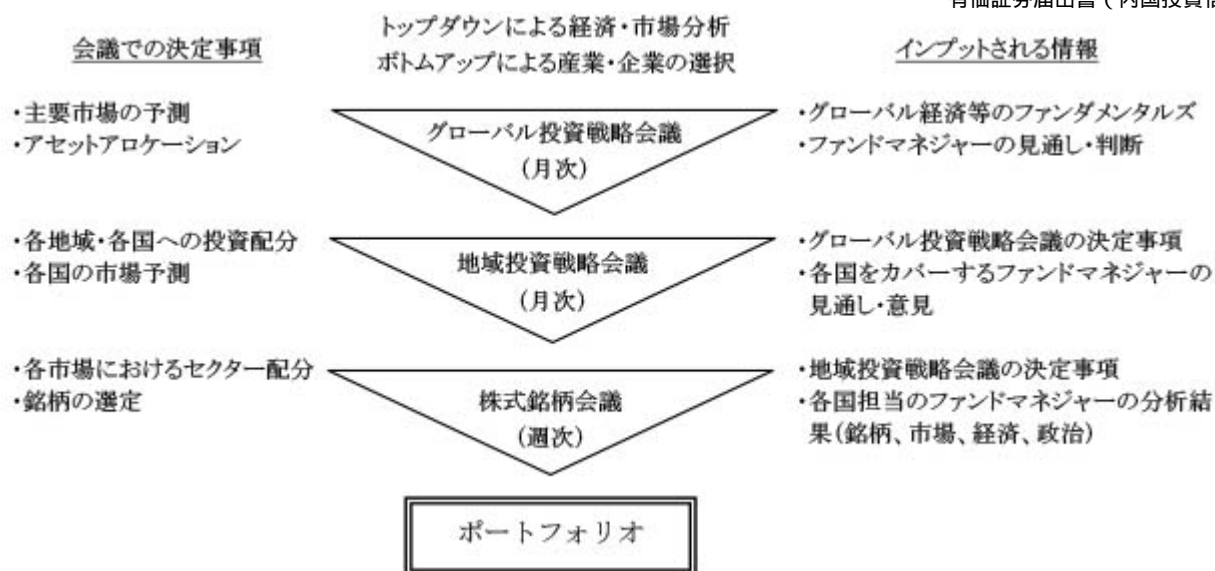 有価証券届出書（内国投資信
トップダウンによる経済・市場分析
ボトムアップによる産業・企業の選択
会議での決定事項
インプットされる情報
・主要市場の予測
・アセットアロケーション
グローバル投資戦略会議
(月次)
・グローバル経済等のファンダメンタルズ
・ファンドマネジャーの見通し・判断
・各地域・各国への投資配分
・各国の市場予測
地域投資戦略会議
(月次)
・グローバル投資戦略会議の決定事項
・各国をカバーするファンドマネジャーの
見通し・意見
・各市場におけるセクター配分
・銘柄の選定
株式銘柄会議
(週次)
・地域投資戦略会議の決定事項
・各国担当のファンドマネジャーの分析結
果(銘柄、市場、経済、政治)
ポートフォリオ